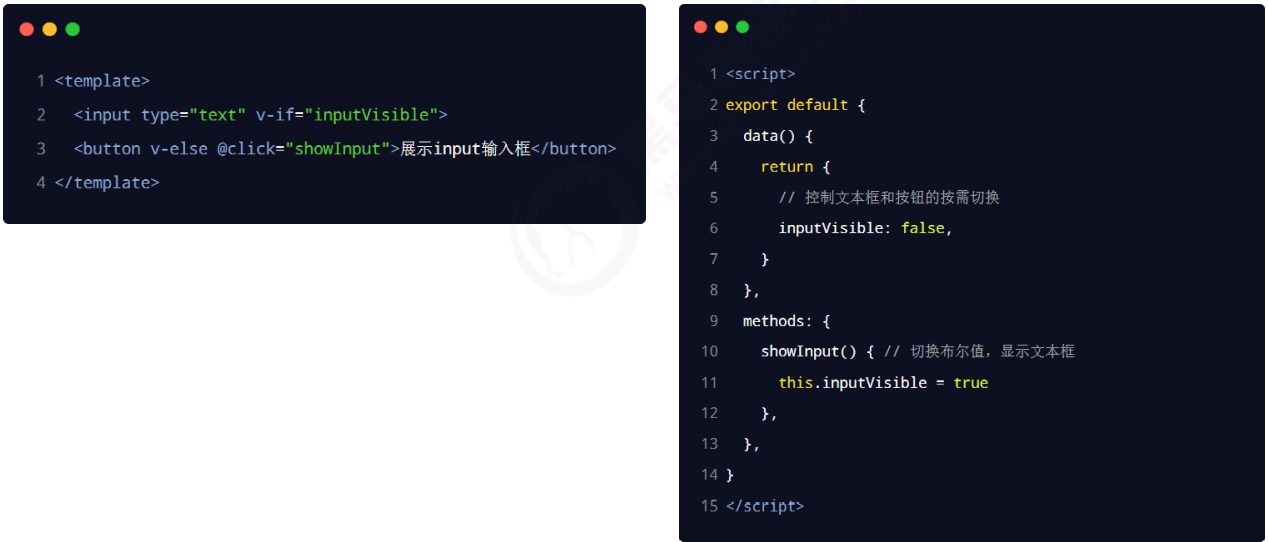 1 <template>
2 <input type="text" v-if="inputVisible">
3 <button v-else @click="showInput">展示input输入框</button>
4 </template>
1 <script>
2 export default {
3 data() {
4 return {
5 // 控制文本框和按钮的按需切换
6 inputVisible: false,
7 }
8 },
9 methods: {
10 showInput() { // 切换布尔值，显示文本框
11 this.inputVisible = true
12 },
13 },
14 }
15 </script>